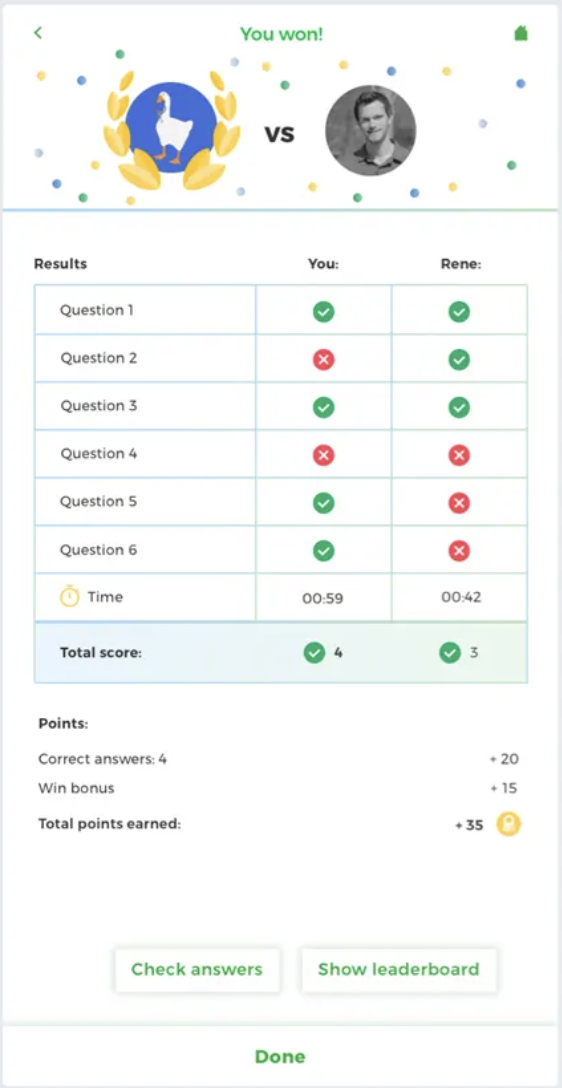 You won!
VS
Results You: Rene:
Question 1
Question 2
Question 3
Question 4
Question 5
Question 6
Time 00:59 00:42
Total score: 4 3
Points:
Correct answers: 4 + 20
Win bonus + 15
Total points earned: + 35
Check answers Show leaderboard
Done